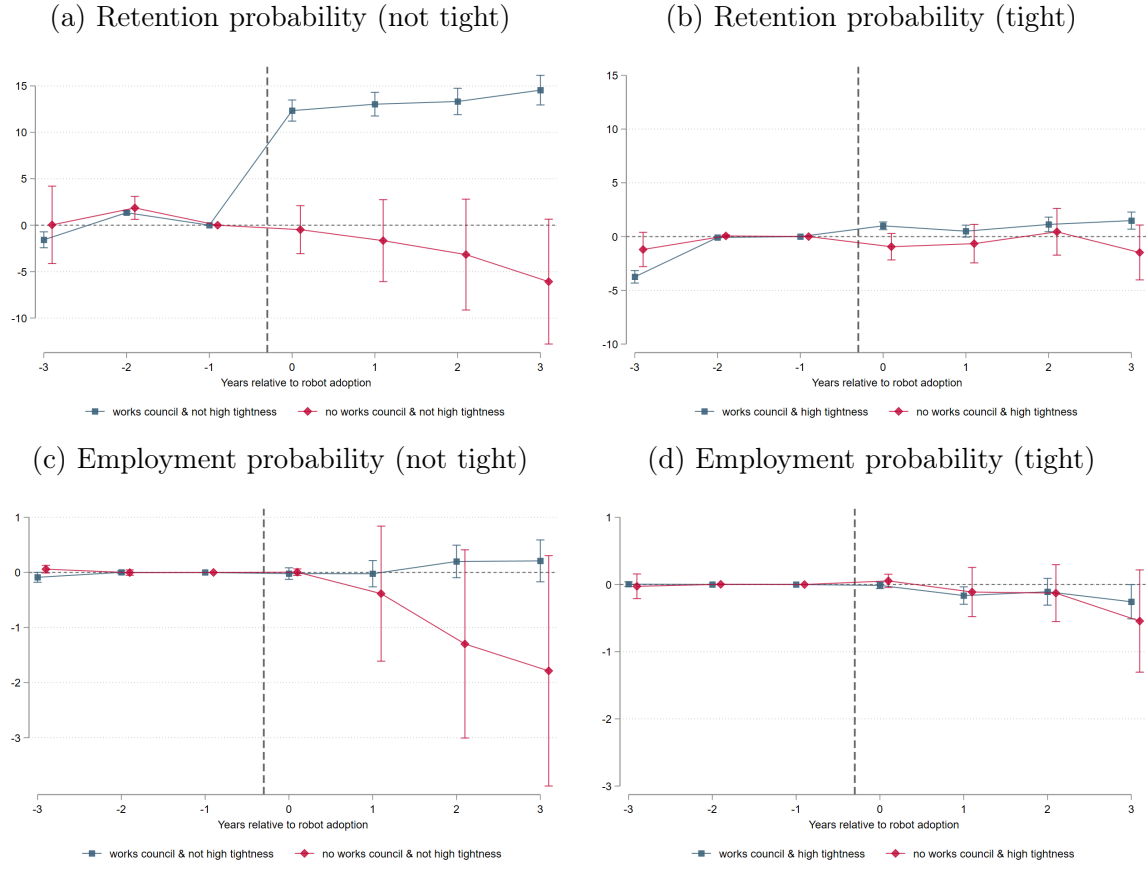 (a) Retention probability (not tight)
15
10
5
0
-5
-10
-3 -2 -1 0 1 2 3
Years relative to robot adoption
works council & not high tightness no works council & not high tightness
(b) Retention probability (tight)
15
10
5
0
-5
-10
-3 -2 -1 0 1 2 3
Years relative to robot adoption
works council & high tightness no works council & high tightness
(c) Employment probability (not tight)
1
0
-1
-2
-3
-3 -2 -1 0 1 2 3
Years relative to robot adoption
works council & not high tightness no works council & not high tightness
(d) Employment probability (tight)
1
0
-1
-2
-3
-3 -2 -1 0 1 2 3
Years relative to robot adoption
works council & high tightness no works council & high tightness